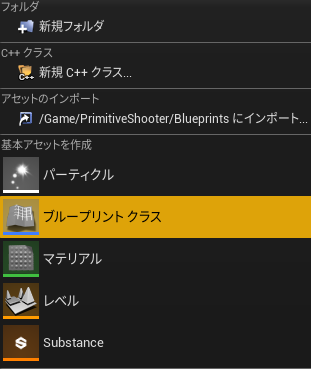 フォルダ
新規フォルダ
C++ クラス
新規 C++ クラス...
アセットのインポート
/Game/PrimitiveShooter/Blueprints にインポート...
基本アセットを作成
パーティクル
ブループリント クラス
マテリアル
レベル
Substance